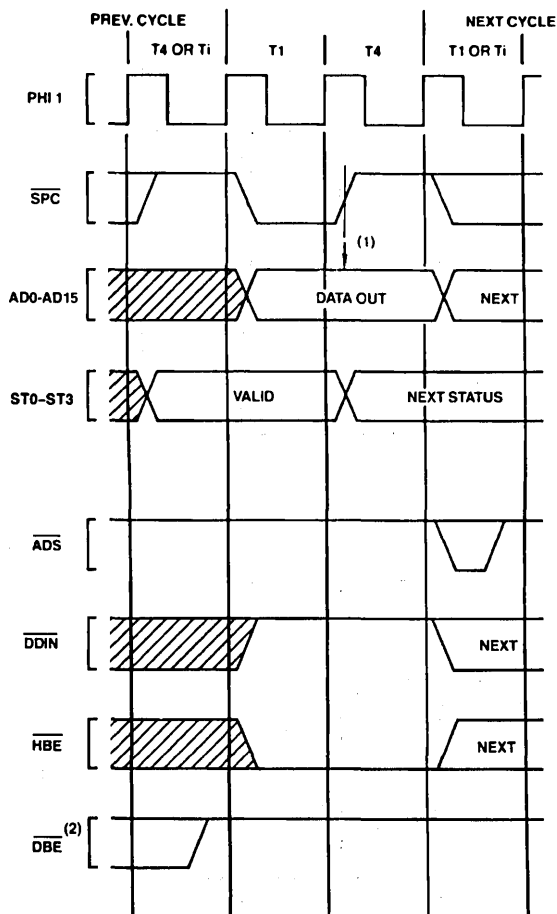 PREV. CYCLE NEXT CYCLE
T4 OR Ti T1 T4 T1 OR Ti
PHI 1
SPC
(1)
AD0-AD15 DATA OUT NEXT
ST0-ST3 VALID NEXT STATUS
ADS
DDIN NEXT
HBE NEXT
DBE (2)